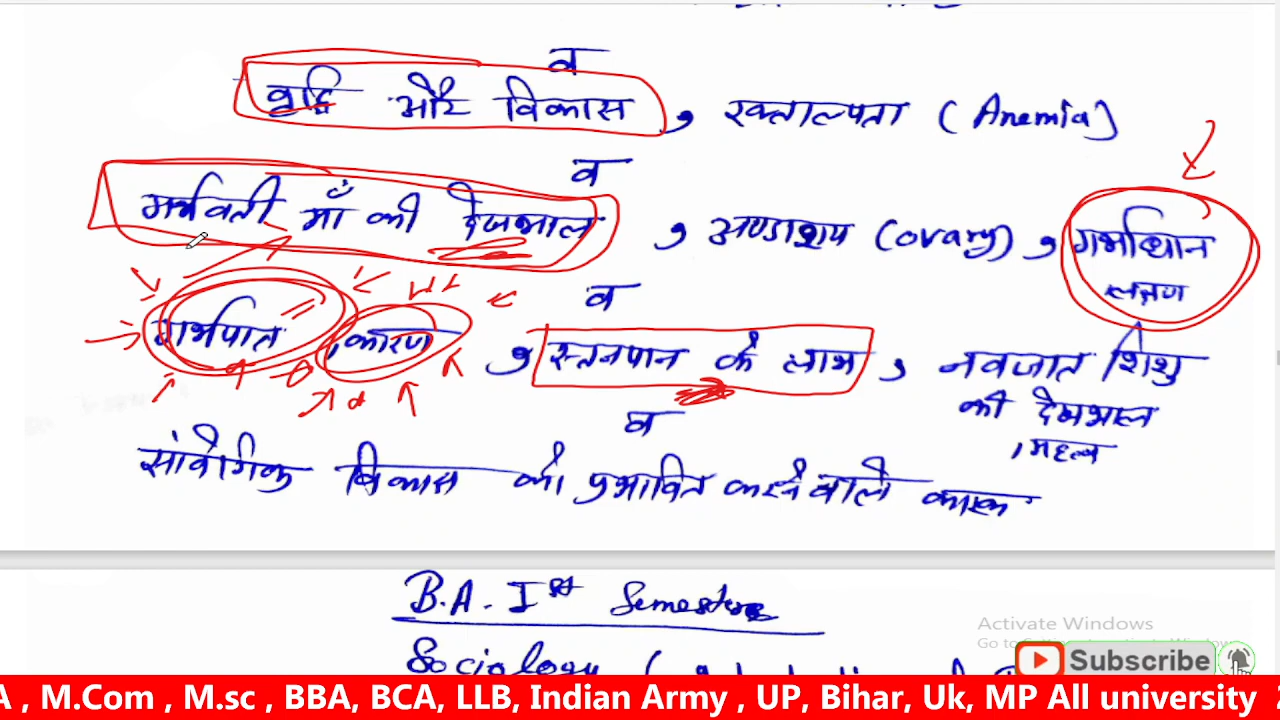 व
वृद्धि और विकास , रक्ताल्पता (Anemia)
व
गर्भवती माँ की देखभाल , अण्डाशय (ovary) , गर्भाधान
लक्षण
व
गर्भपात , कारण , स्तनपान के लाभ , नवजात शिशु
की देखभाल
, महत्व
व
सांवेगिक विकास को प्रभावित करने वाले कारक
B.A. Ist Semester
Sociology (
Activate Windows
Subscribe
A , M.Com , M.sc , BBA, BCA, LLB, Indian Army , UP, Bihar, Uk, MP All university